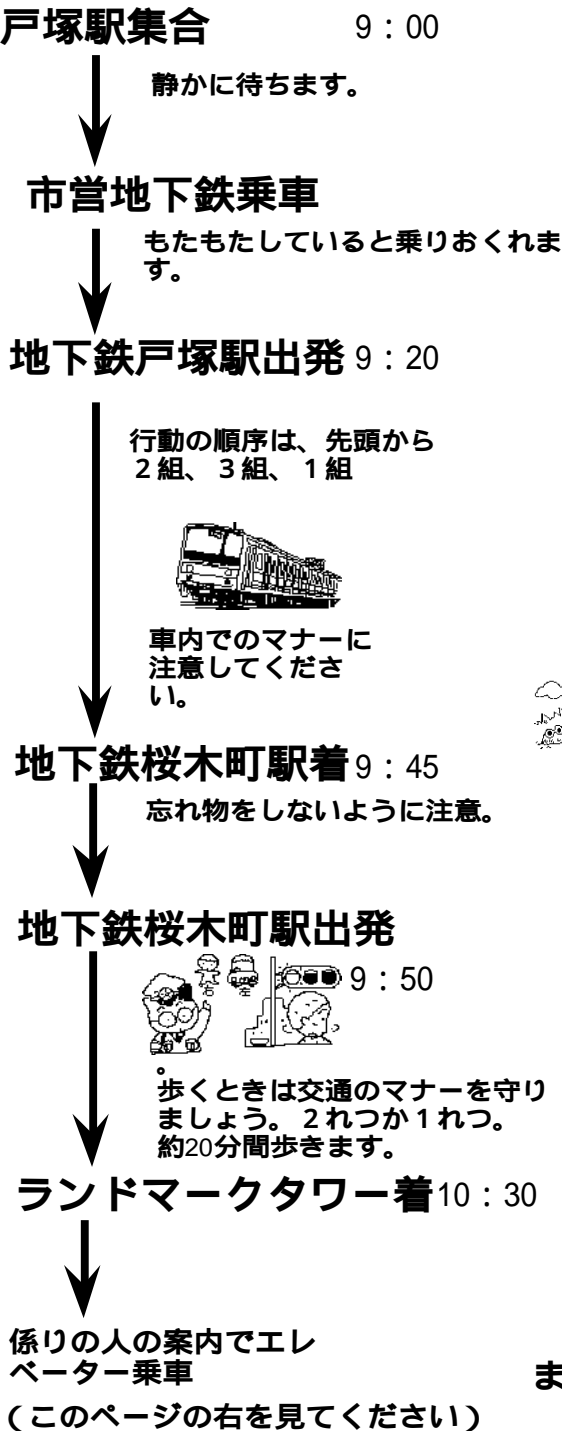 戸塚駅集合 9：00
静かに待ちます。
市営地下鉄乗車
もたもたしていると乗りおくれま
す。
地下鉄戸塚駅出発 9：20
行動の順序は、先頭から
２組、３組、１組
車内でのマナーに
注意してくださ
い。
地下鉄桜木町駅着 9：45
忘れ物をしないように注意。
地下鉄桜木町駅出発
右 左
9：50
。
歩くときは交通のマナーを守り
ましょう。２れつか１れつ。
約20分間歩きます。
ランドマークタワー着 10：30
係りの人の案内でエレ
ベーター乗車
ま
（このページの右を見てください）